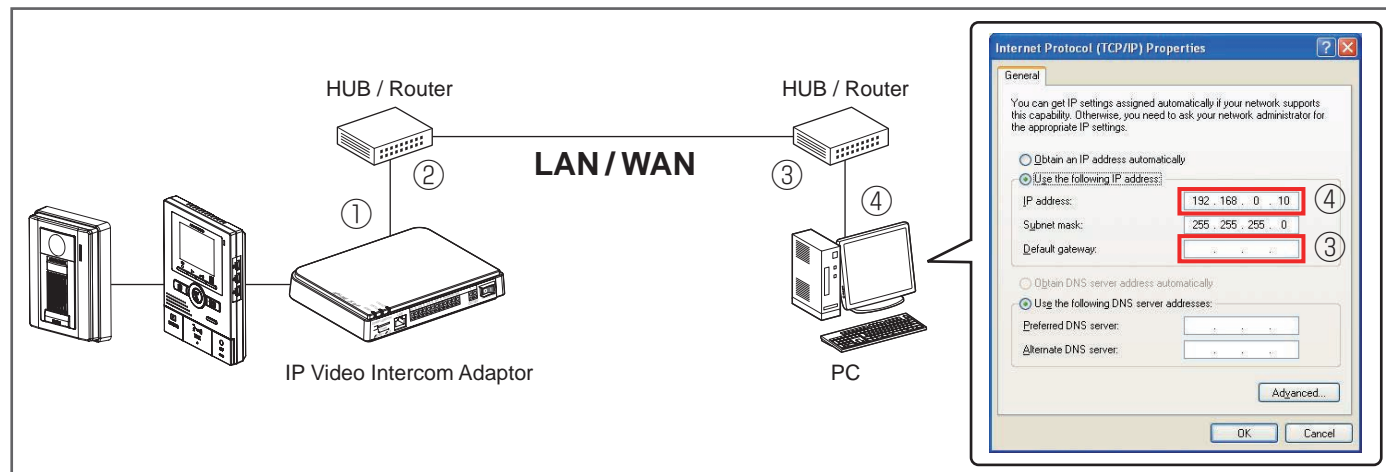 HUB / Router
HUB / Router
LAN / WAN
①
②
③
④
IP Video Intercom Adaptor
PC
Internet Protocol (TCP/IP) Properties
General
You can get IP settings assigned automatically if your network supports
this capability. Otherwise, you need to ask your network administrator for
the appropriate IP settings.
Obtain an IP address automatically
Use the following IP address:
IP address: 192 . 168 . 0 . 10 ④
Subnet mask: 255 . 255 . 255 . 0
Default gateway: . . . ③
Obtain DNS server address automatically
Use the following DNS server addresses:
Preferred DNS server: . . .
Alternate DNS server: . . .
Advanced...
OK Cancel